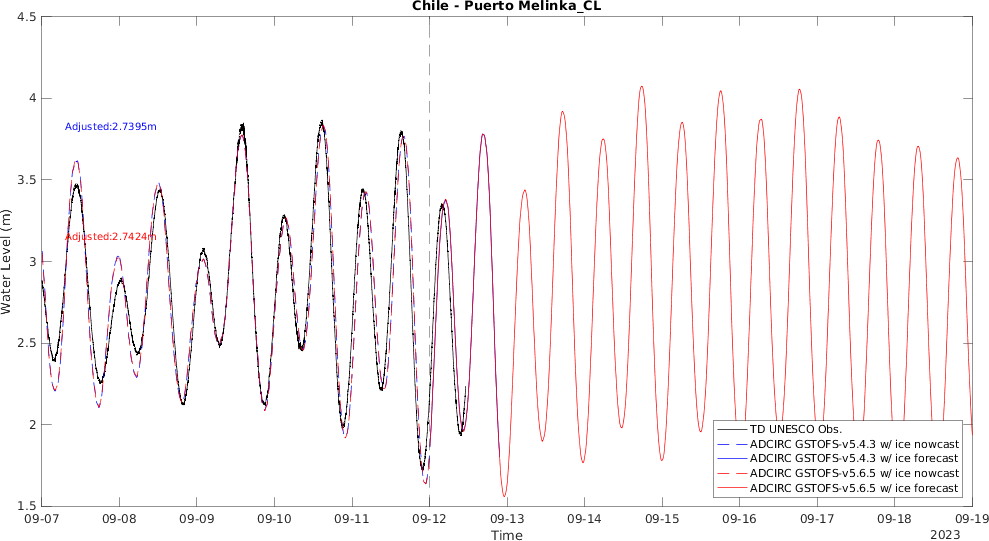 Chile - Puerto Melinka_CL
4.5
4
3.5
3
2.5
2
1.5
Water Level (m)
Adjusted:2.7395m
Adjusted:2.7424m
TD UNESCO Obs.
ADCIRC GSTOFS-v5.4.3 w/ ice nowcast
ADCIRC GSTOFS-v5.4.3 w/ ice forecast
ADCIRC GSTOFS-v5.6.5 w/ ice nowcast
ADCIRC GSTOFS-v5.6.5 w/ ice forecast
09-07 09-08 09-09 09-10 09-11 09-12 09-13 09-14 09-15 09-16 09-17 09-18 09-19
Time
2023